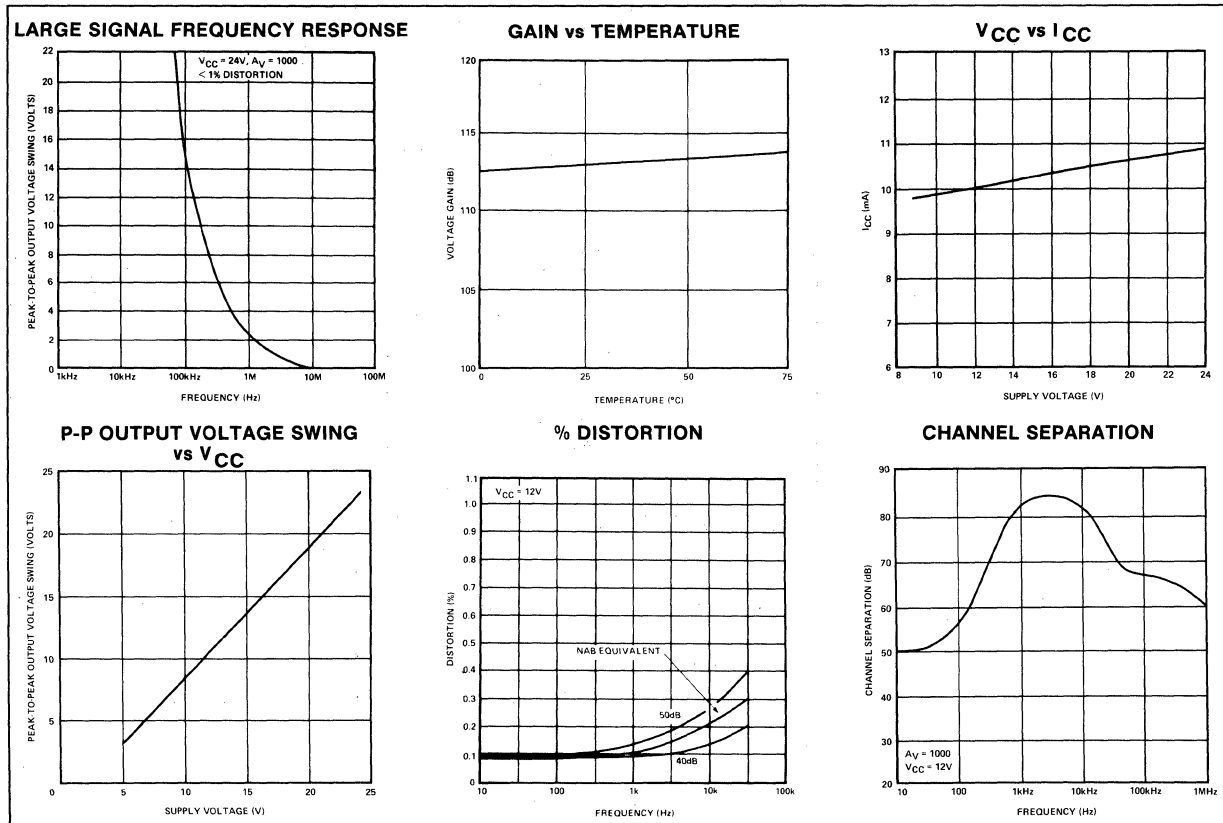 LARGE SIGNAL FREQUENCY RESPONSE
22
20
18
16
14
12
10
8
6
4
2
0
PEAK-TO-PEAK OUTPUT VOLTAGE SWING (VOLTS)
VCC = 24V, AV = 1000
< 1% DISTORTION
1kHz 10kHz 100kHz 1M 10M 100M
FREQUENCY (Hz)
GAIN vs TEMPERATURE
120
115
110
105
100
VOLTAGE GAIN (dB)
0 25 50 75
TEMPERATURE (°C)
VCC vs ICC
13
12
11
10
9
8
7
6
ICC (mA)
8 10 12 14 16 18 20 22 24
SUPPLY VOLTAGE (V)
P-P OUTPUT VOLTAGE SWING
vs VCC
25
20
15
10
5
PEAK-TO-PEAK OUTPUT VOLTAGE SWING (VOLTS)
0 5 10 15 20 25
SUPPLY VOLTAGE (V)
% DISTORTION
1.1
1.0
0.9
0.8
0.7
0.6
0.5
0.4
0.3
0.2
0.1
0
DISTORTION (%)
VCC = 12V
NAB EQUIVALENT
50dB
40dB
10 100 1k 10k 100k
FREQUENCY (Hz)
CHANNEL SEPARATION
90
80
70
60
50
40
30
20
CHANNEL SEPARATION (dB)
AV = 1000
VCC = 12V
10 100 1kHz 10kHz 100kHz 1MHz
FREQUENCY (Hz)